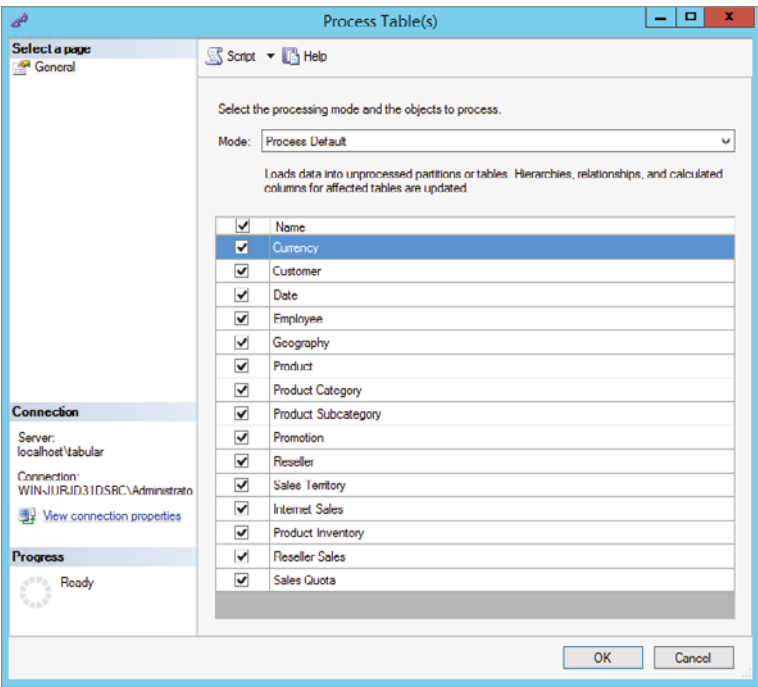 Process Table(s)
Select a page
General
Script
Help
Select the processing mode and the objects to process.
Mode:
Process Default
Loads data into unprocessed partitions or tables. Hierarchies, relationships, and calculated
columns for affected tables are updated.
Name
Currency
Customer
Date
Employee
Geography
Product
Product Category
Product Subcategory
Promotion
Reseller
Sales Territory
Internet Sales
Product Inventory
Reseller Sales
Sales Quota
Connection
Server:
localhost\tabular
Connection:
WIN-JURJD31DSBC\Administrato
View connection properties
Progress
Ready
OK
Cancel